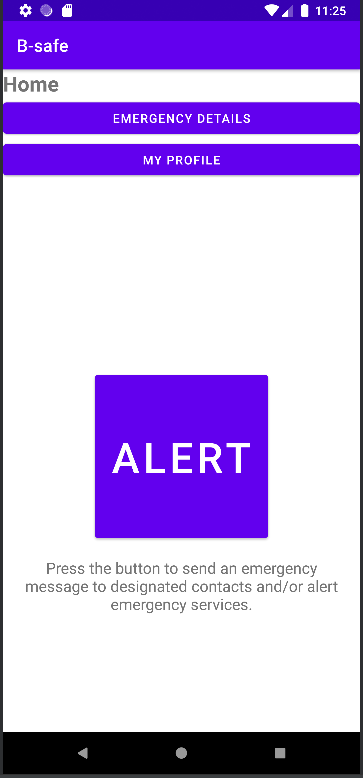 11:25
B-safe
Home
EMERGENCY DETAILS
MY PROFILE
ALERT
Press the button to send an emergency
message to designated contacts and/or alert
emergency services.